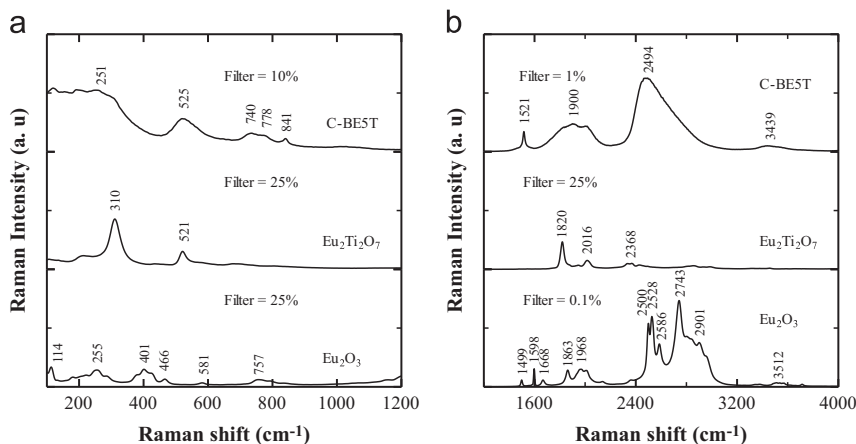 a
Raman Intensity (a. u)
251
Filter = 10%
525
740
778
841
C-BE5T
Filter = 25%
310
521
Eu₂Ti₂O₇
Filter = 25%
114
255
401
466
581
757
Eu₂O₃
200 400 600 800 1000 1200
Raman shift (cm⁻¹)
b
Raman Intensity (a. u)
Filter = 1%
1521
1900
2494
3439
C-BE5T
Filter = 25%
1820
2016
2368
Eu₂Ti₂O₇
Filter = 0.1%
1499
1598
1668
1863
1968
2500
2528
2586
2743
2901
3512
Eu₂O₃
1600 2400 3200 4000
Raman shift (cm⁻¹)